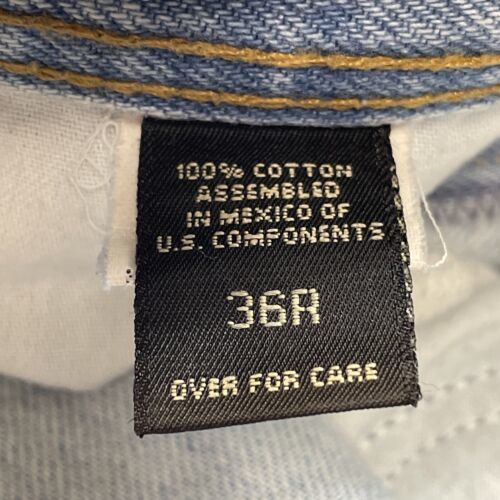 100% COTTON
ASSEMBLED
IN MEXICO OF
U.S. COMPONENTS
36R
OVER FOR CARE